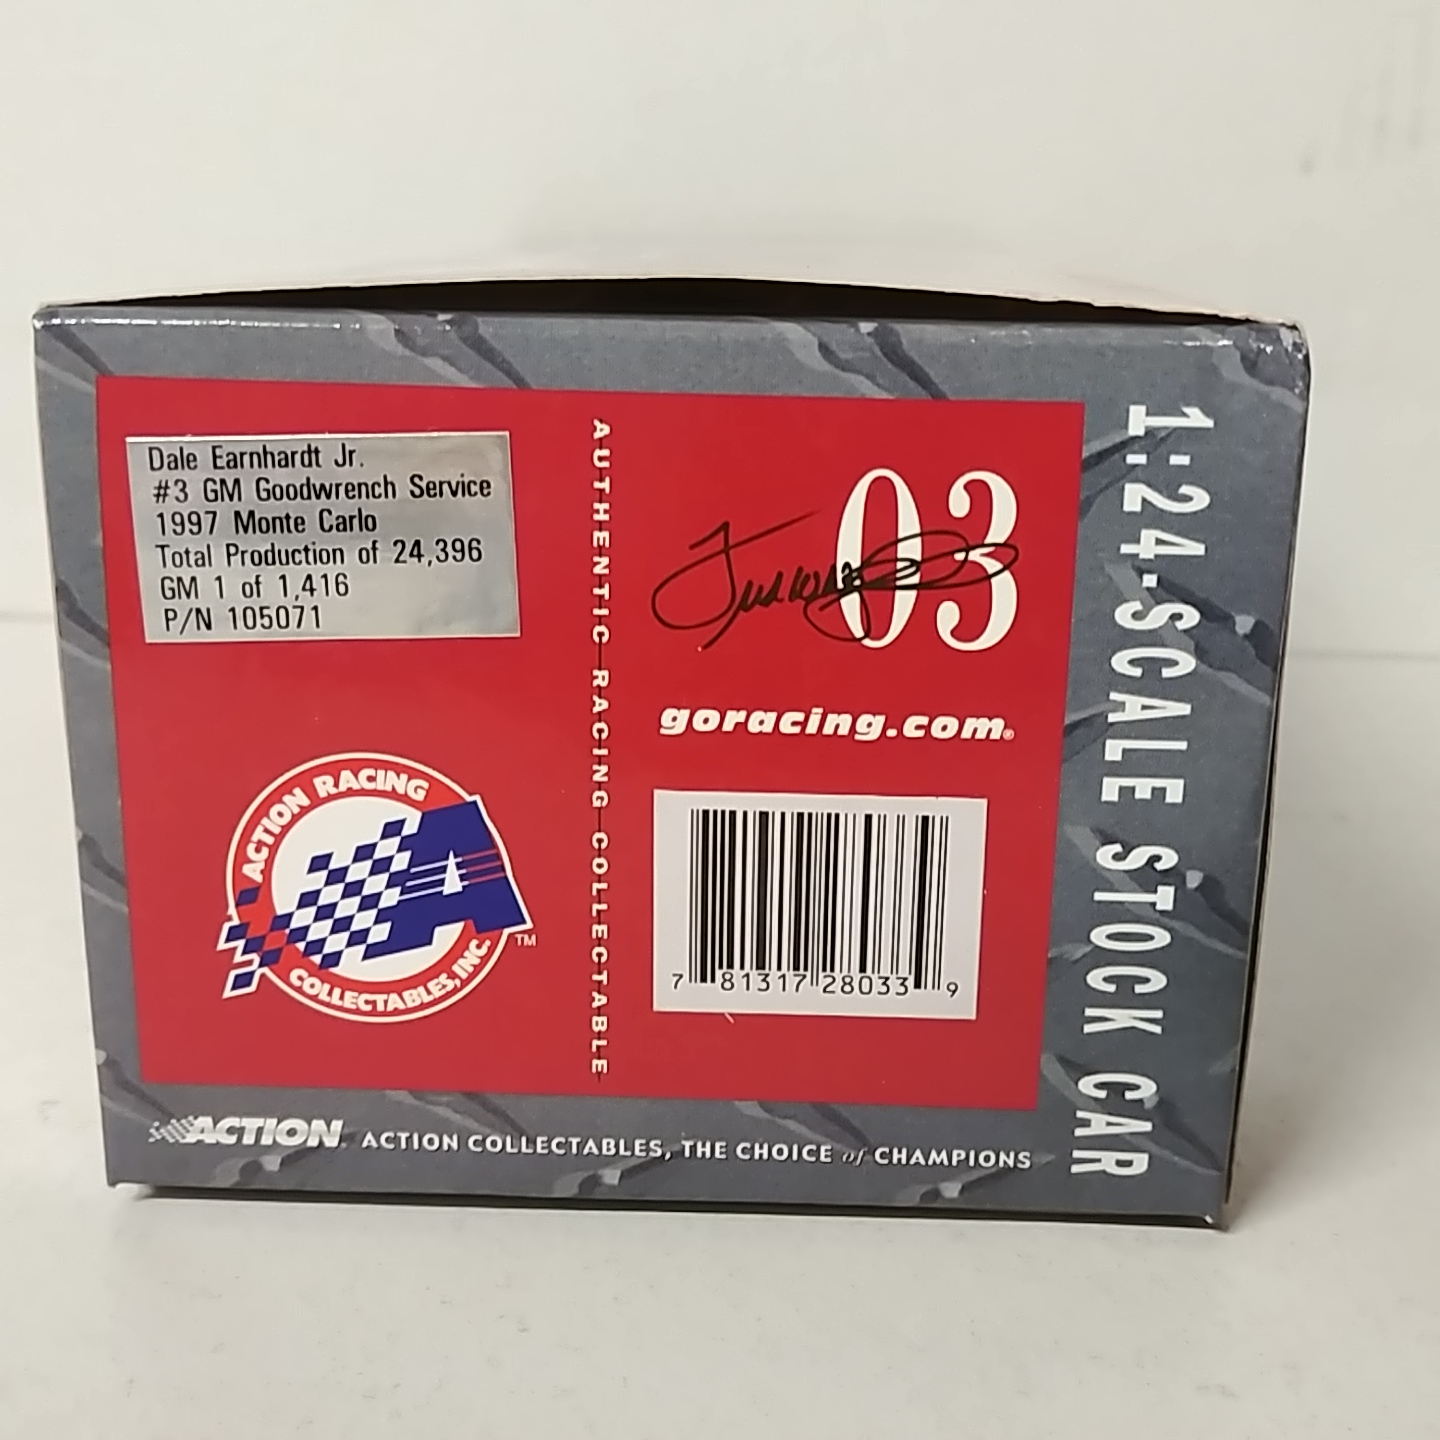 Dale Earnhardt Jr.
#3 GM Goodwrench Service
1997 Monte Carlo
Total Production of 24,396
GM 1 of 1,416
P/N 105071
AUTHENTIC RACING COLLECTABLE
03
goracing.com®
ACTION RACING
A
TM
COLLECTABLES, INC.
7 81317 28033 9
1:24-SCALE STOCK CAR
ACTION
ACTION COLLECTABLES, THE CHOICE of CHAMPIONS